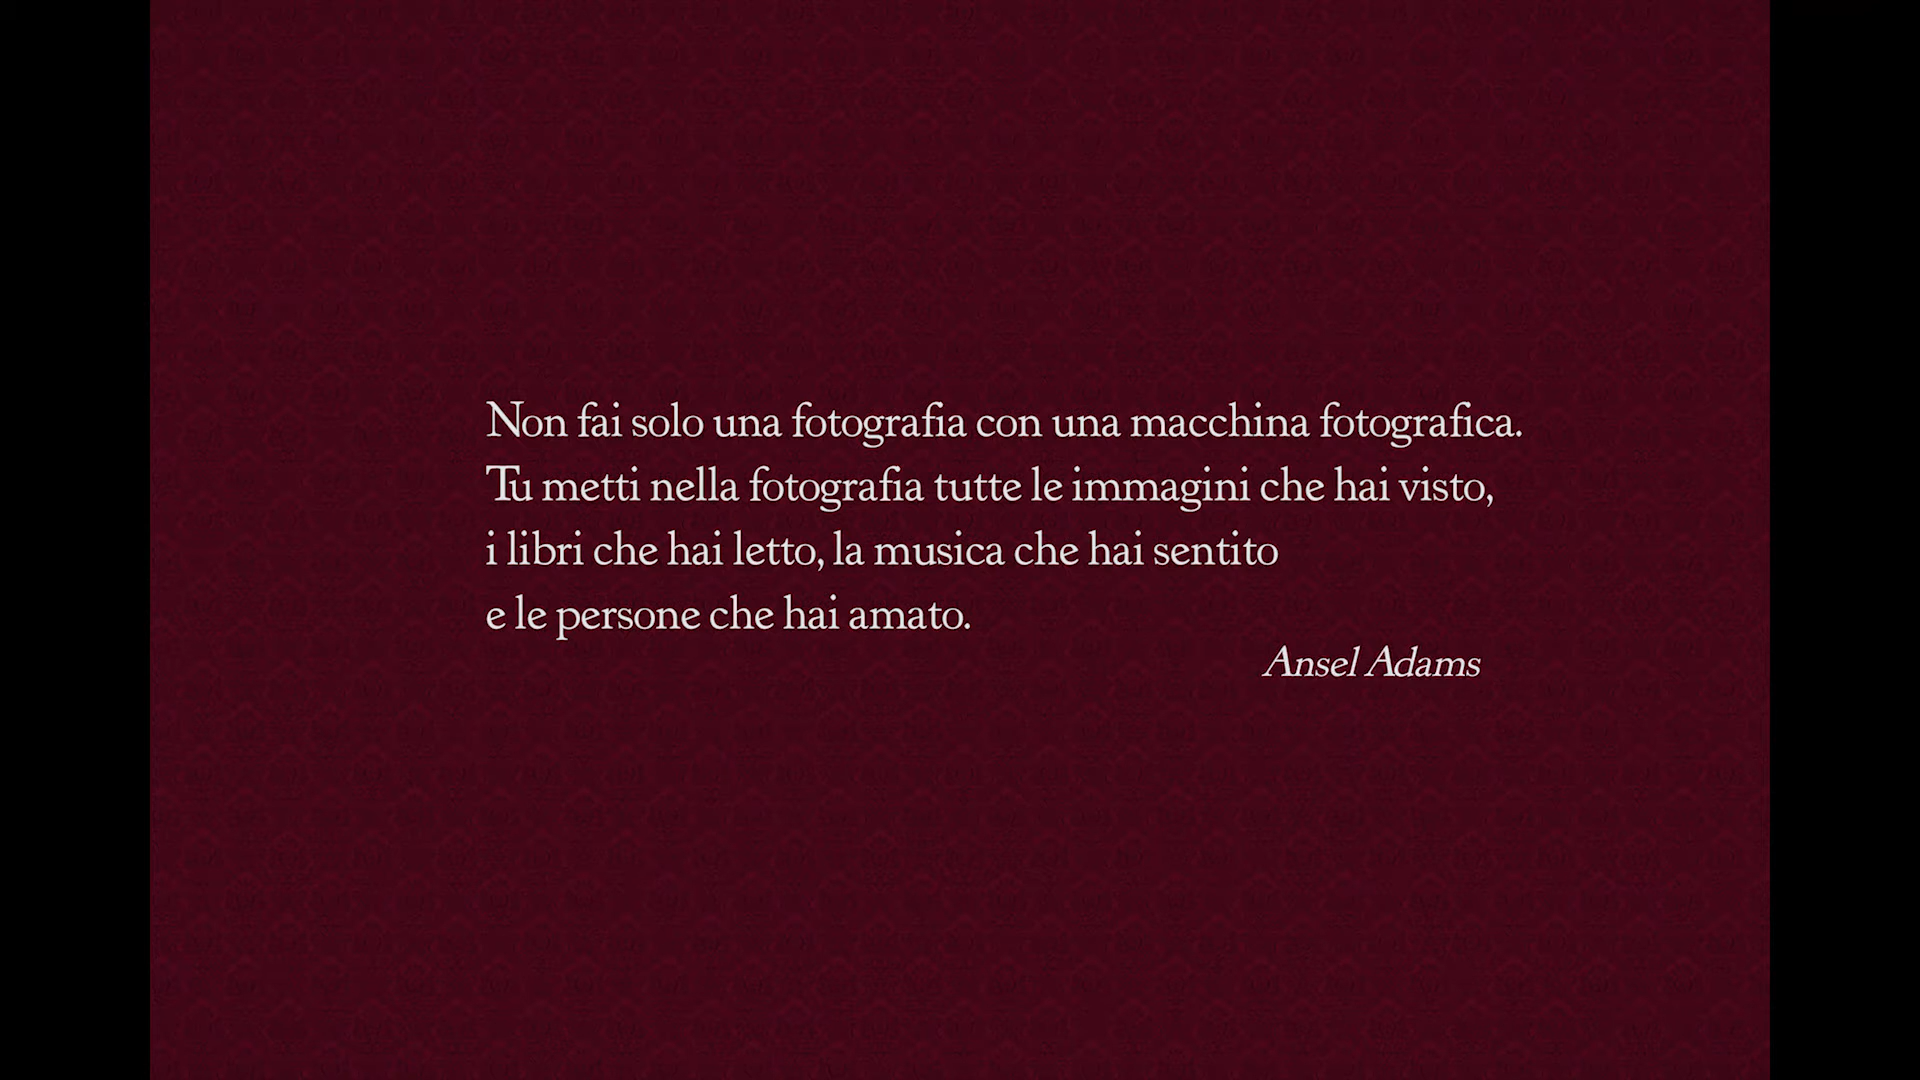 Non fai solo una fotografia con una macchina fotografica.
Tu metti nella fotografia tutte le immagini che hai visto,
i libri che hai letto, la musica che hai sentito
e le persone che hai amato.
Ansel Adams